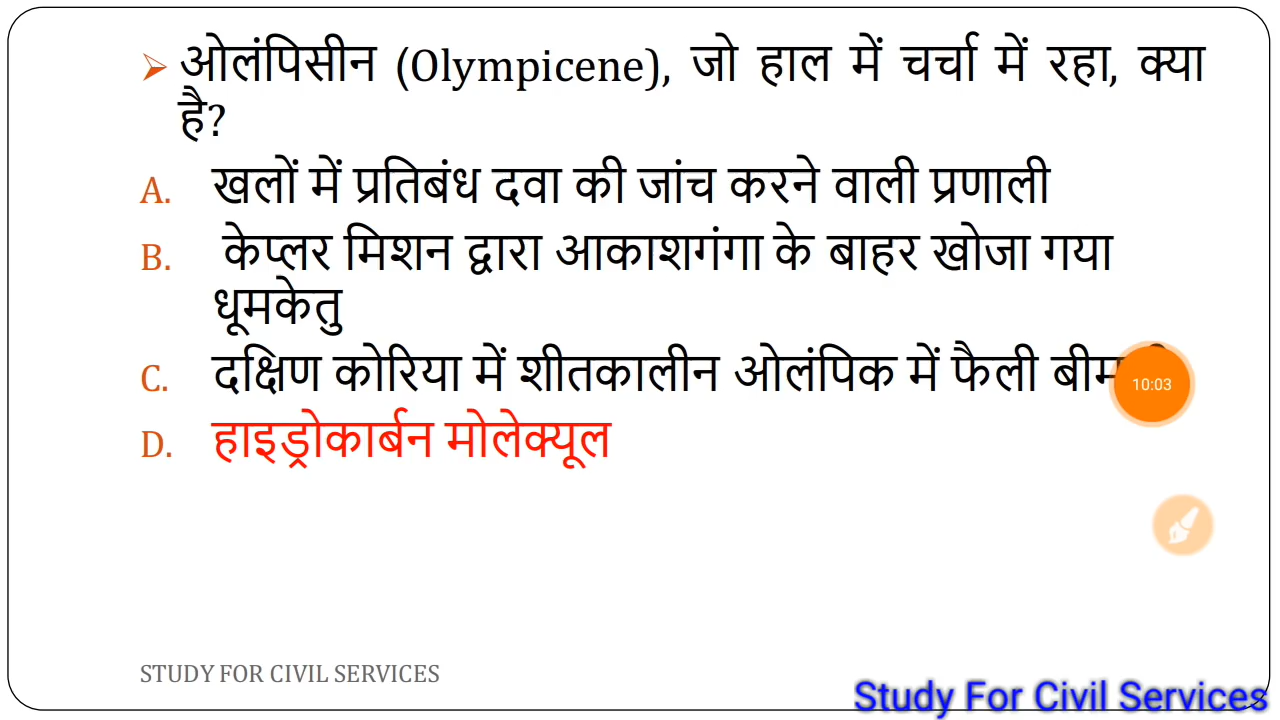 ओलंपिसीन (Olympicene), जो हाल में चर्चा में रहा, क्या
है?
A. खलों में प्रतिबंध दवा की जांच करने वाली प्रणाली
B. केप्लर मिशन द्वारा आकाशगंगा के बाहर खोजा गया
धूमकेतु
C. दक्षिण कोरिया में शीतकालीन ओलंपिक में फैली
10:03
D. हाइड्रोकार्बन मोलेक्यूल
STUDY FOR CIVIL SERVICES
Study For Civil Services